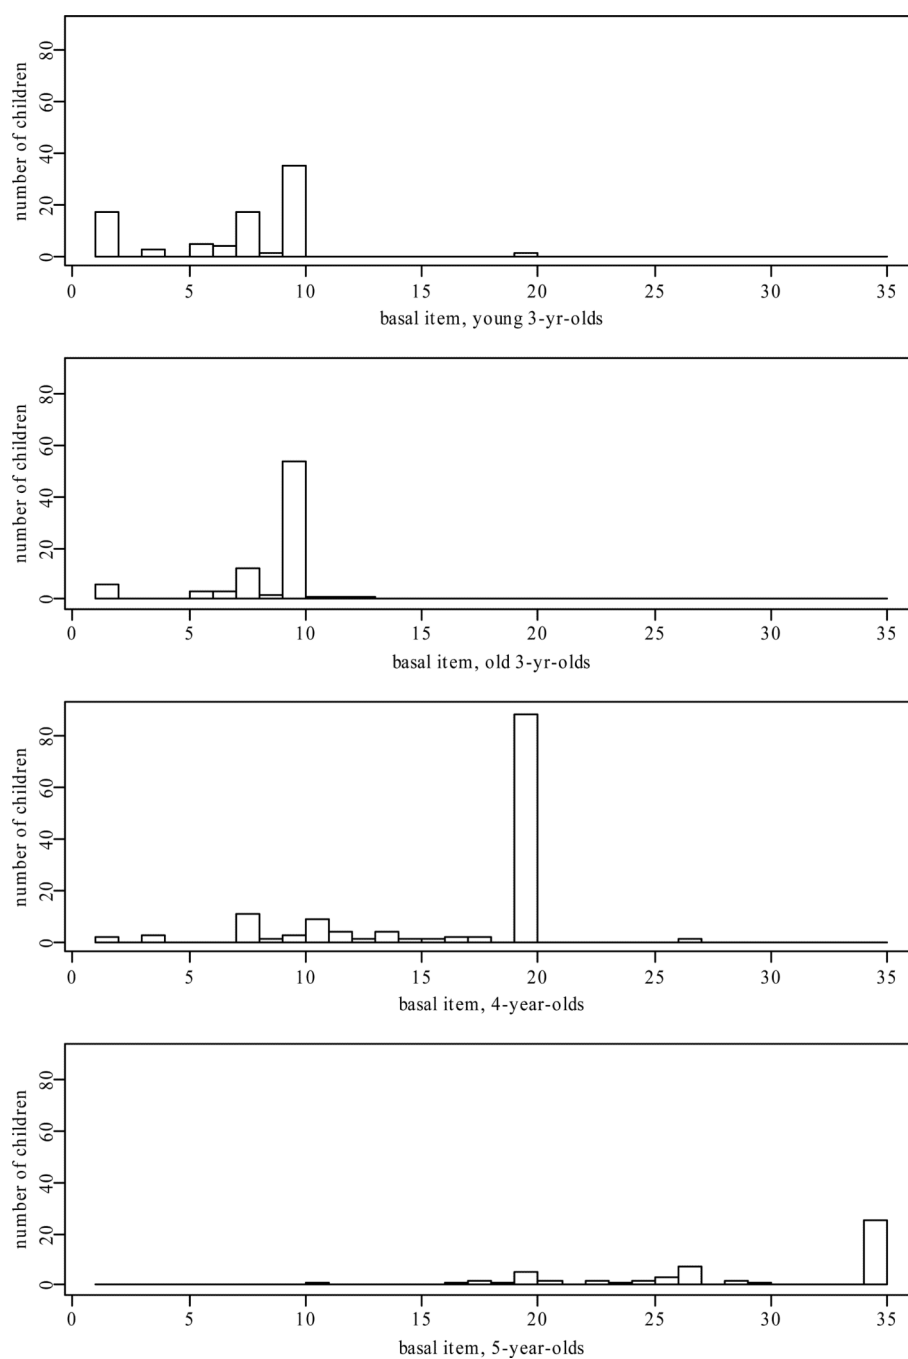 number of children
80
60
40
20
0
0 5 10 15 20 25 30 35
basal item, young 3-yr-olds
number of children
80
60
40
20
0
0 5 10 15 20 25 30 35
basal item, old 3-yr-olds
number of children
80
60
40
20
0
0 5 10 15 20 25 30 35
basal item, 4-year-olds
number of children
80
60
40
20
0
0 5 10 15 20 25 30 35
basal item, 5-year-olds